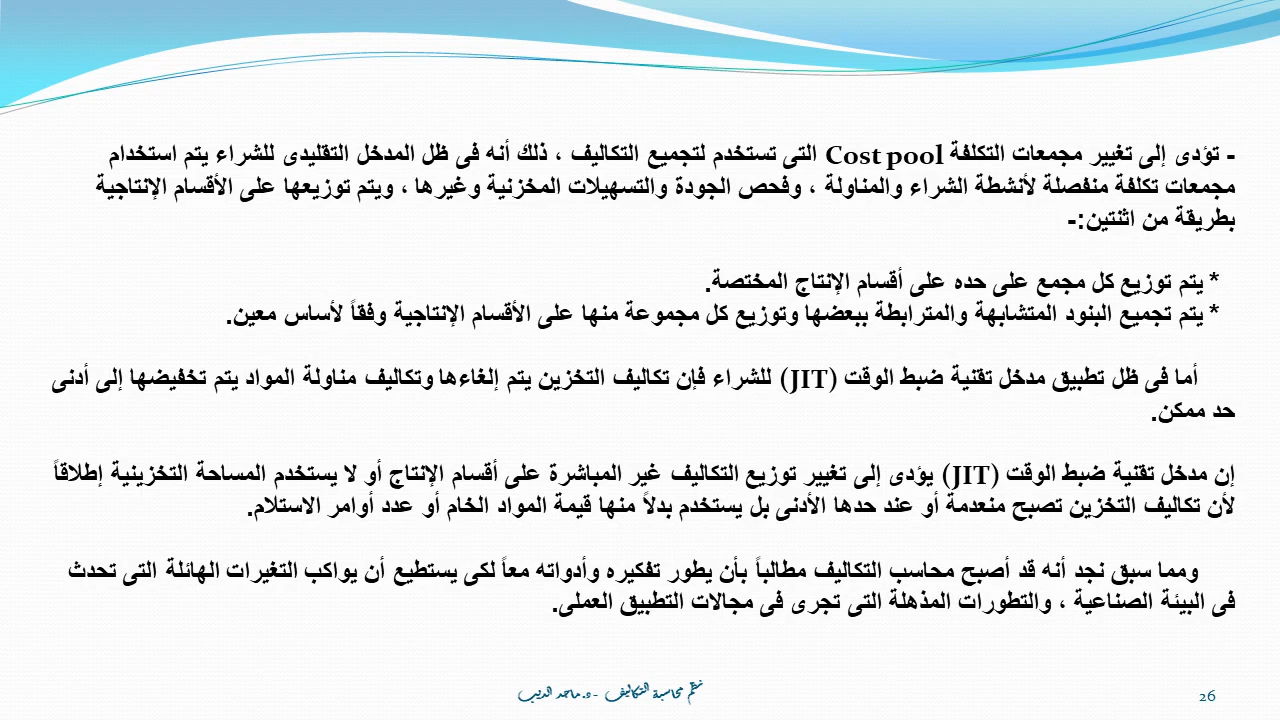 - تؤدى إلى تغيير مجمعات التكلفة Cost pool التى تستخدم لتجميع التكاليف ، ذلك أنه فى ظل المدخل التقليدى للشراء يتم استخدام
مجمعات تكلفة منفصلة لأنشطة الشراء والمناولة ، وفحص الجودة والتسهيلات المخزنية وغيرها ، ويتم توزيعها على الأقسام الإنتاجية
بطريقة من اثنتين:-
* يتم توزيع كل مجمع على حده على أقسام الإنتاج المختصة.
* يتم تجميع البنود المتشابهة والمترابطة ببعضها وتوزيع كل مجموعة منها على الأقسام الإنتاجية وفقاً لأساس معين.
أما فى ظل تطبيق مدخل تقنية ضبط الوقت (JIT) للشراء فإن تكاليف التخزين يتم إلغاءها وتكاليف مناولة المواد يتم تخفيضها إلى أدنى
حد ممكن.
إن مدخل تقنية ضبط الوقت (JIT) يؤدى إلى تغيير توزيع التكاليف غير المباشرة على أقسام الإنتاج أو لا يستخدم المساحة التخزينية إطلاقاً
لأن تكاليف التخزين تصبح منعدمة أو عند حدها الأدنى بل يستخدم بدلاً منها قيمة المواد الخام أو عدد أوامر الاستلام.
ومما سبق نجد أنه قد أصبح محاسب التكاليف مطالباً بأن يطور تفكيره وأدواته معاً لكى يستطيع أن يواكب التغيرات الهائلة التى تحدث
فى البيئة الصناعية ، والتطورات المذهلة التى تجرى فى مجالات التطبيق العملى.
نظم محاسبة التكاليف - د. ماجد الديب
26